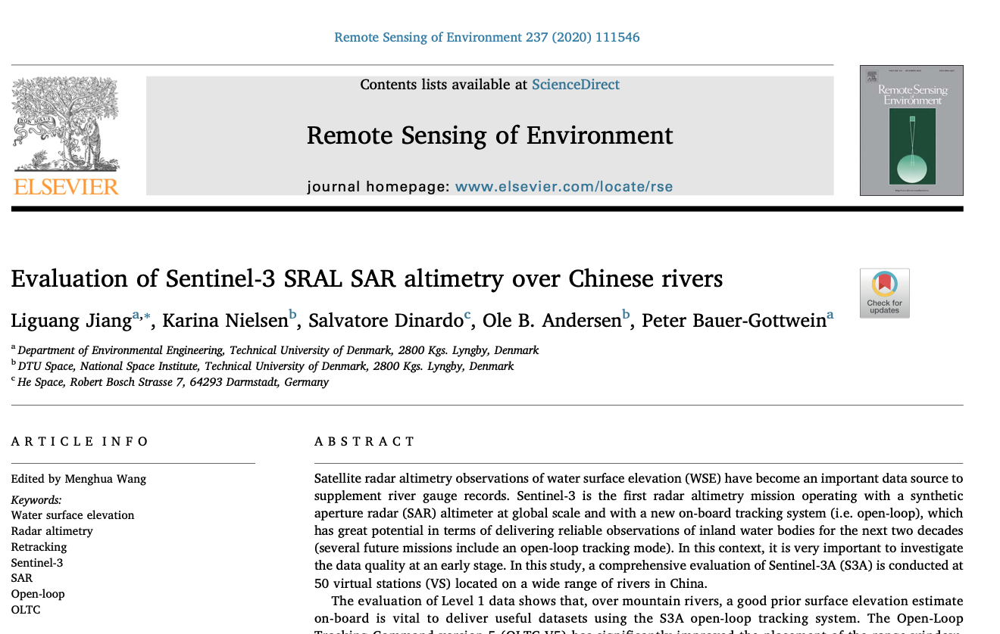 Remote Sensing of Environment 237 (2020) 111546
Contents lists available at ScienceDirect
Remote Sensing of Environment
journal homepage: www.elsevier.com/locate/rse
NON SOLUS
ELSEVIER
Remote Sensing
of
Environment
Evaluation of Sentinel-3 SRAL SAR altimetry over Chinese rivers
Check for
updates
Liguang Jiang^a,*, Karina Nielsen^b, Salvatore Dinardo^c, Ole B. Andersen^b, Peter Bauer-Gottwein^a
^a Department of Environmental Engineering, Technical University of Denmark, 2800 Kgs. Lyngby, Denmark
^b DTU Space, National Space Institute, Technical University of Denmark, 2800 Kgs. Lyngby, Denmark
^c He Space, Robert Bosch Strasse 7, 64293 Darmstadt, Germany
ARTICLE INFO
Edited by Menghua Wang
Keywords:
Water surface elevation
Radar altimetry
Retracking
Sentinel-3
SAR
Open-loop
OLTC
ABSTRACT
Satellite radar altimetry observations of water surface elevation (WSE) have become an important data source to
supplement river gauge records. Sentinel-3 is the first radar altimetry mission operating with a synthetic
aperture radar (SAR) altimeter at global scale and with a new on-board tracking system (i.e. open-loop), which
has great potential in terms of delivering reliable observations of inland water bodies for the next two decades
(several future missions include an open-loop tracking mode). In this context, it is very important to investigate
the data quality at an early stage. In this study, a comprehensive evaluation of Sentinel-3A (S3A) is conducted at
50 virtual stations (VS) located on a wide range of rivers in China.
The evaluation of Level 1 data shows that, over mountain rivers, a good prior surface elevation estimate
on-board is vital to deliver useful datasets using the S3A open-loop tracking system. The Open-Loop
Tracking Command version 5 (OLTC V5) has significantly improved the placement of the range window